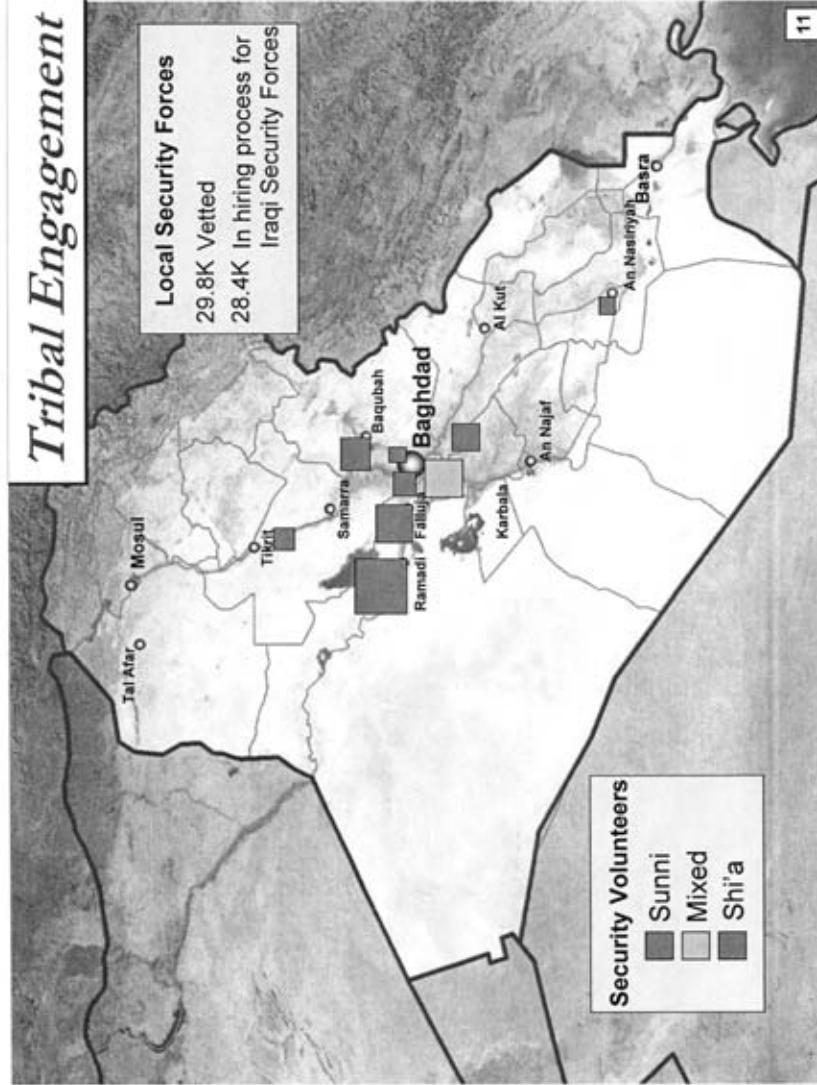 Tribal Engagement
Local Security Forces
29.8K Vetted
28.4K In hiring process for
Iraqi Security Forces
Mosul
Tal Afar
Tikrit
Samarra
Baqubah
Baghdad
Ramadi
Falluja
Karbala
Al Kut
An Najaf
An Nasiriyah
Basra
Security Volunteers
Sunni
Mixed
Shi'a
11